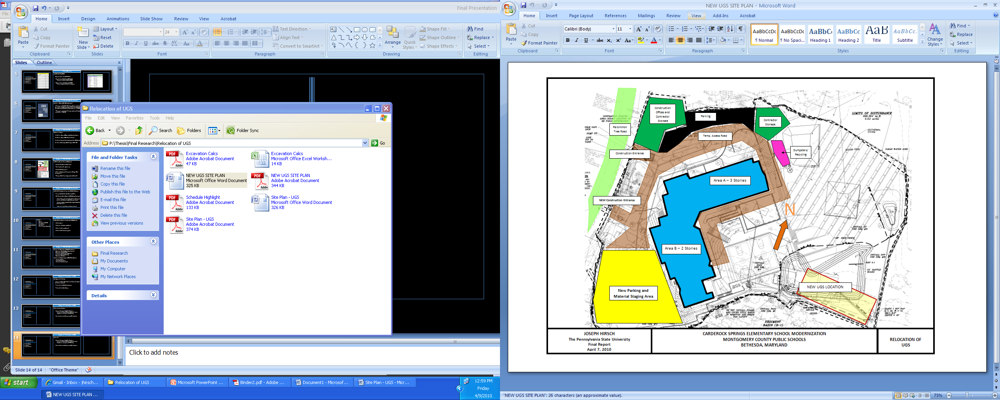 Final Presentation -
Home
Insert
Design
Animations
Slide Show
Review
View
Acrobat
Paste
Cut
Copy
Format Painter
Clipboard
New
Slide
Layout
Reset
Delete
Slides
24
Font
Paragraph
Text Direction
Align Text
Convert to SmartArt
Arrange
Quick
Styles
Shape Fill
Shape Outline
Shape Effects
Drawing
Find
Replace
Select
Editing
Slides
Outline
5
6
7
8
9
10
11
12
13
14
BIM
Relocation of UGS
File
Edit
View
Favorites
Tools
Help
Back
Search
Folders
Folder Sync
Address
P:\Thesis\Final Research\Relocation of UGS
Go
File and Folder Tasks
Rename this file
Move this file
Copy this file
Publish this file to the Web
E-mail this file
Print this file
Delete this file
View previous versions
Other Places
Final Research
My Documents
My Computer
My Network Places
Details
Excavation Calcs
Adobe Acrobat Document
47 KB
Excavation Calcs
Microsoft Office Excel Worksh...
14 KB
NEW UGS SITE PLAN
Microsoft Office Word Document
325 KB
NEW UGS SITE PLAN
Adobe Acrobat Document
344 KB
Schedule Highlight
Adobe Acrobat Document
133 KB
Site Plan - UGS
Microsoft Office Word Document
326 KB
Site Plan - UGS
Adobe Acrobat Document
374 KB
Click to add notes
Slide 14 of 14
"Office Theme"
start
Gmail - Inbox - jhirsch...
Relocation of UGS
Microsoft PowerPoint ...
Binder2.pdf - Adobe ...
Document1 - Microsof...
Site Plan - UGS - Micr...
NEW UGS SITE PLAN ...
12:59 PM
Friday
4/9/2010
NEW UGS SITE PLAN - Microsoft Word
Home
Insert
Page Layout
References
Mailings
Review
View
Add-Ins
Acrobat
Paste
Cut
Copy
Format Painter
Clipboard
Calibri (Body)
11
Font
Paragraph
AaBbCcDc
¶ Normal
AaBbCcDc
¶ No Spaci...
AaBbC
Heading 1
AaBbCc
Heading 2
AaB
Title
AaBbCc.
Subtitle
Change
Styles
Styles
Find
Replace
Select
Editing
Construction
Offices and
Contractor
Storage
Parking
Contractor
Storage
Persimmon
Tree Road
Temp. Access Road
Construction Entrance
Dumpsters/
Recycling
LIMITS OF DISTURBANCE
6.62 acres
GEOTHERMAL
SYSTEM
SOCCER FIELD
Area A – 3 Stories
NEW Construction Entrance
N
Area B – 2 Stories
New Parking and
Material Staging Area
NEW UGS LOCATION
SEDIMENT
BASIN (B-1)
JOSEPH HIRSCH
The Pennsylvania State University
Final Report
April 7, 2010
CARDEROCK SPRINGS ELEMENTARY SCHOOL MODERNIZATION
MONTGOMERY COUNTY PUBLIC SCHOOLS
BETHESDA, MARYLAND
RELOCATION OF
UGS
"NEW UGS SITE PLAN": 26 characters (an approximate value).
75%